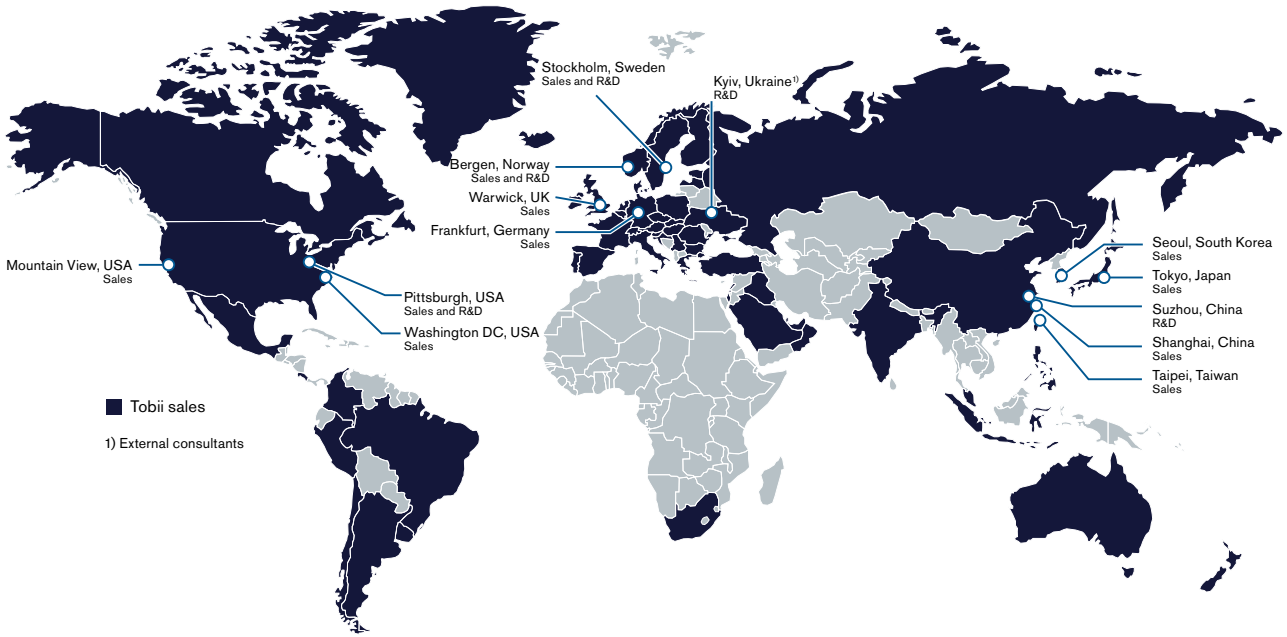 Stockholm, Sweden
Sales and R&D
Kyiv, Ukraine¹⁾
R&D
Bergen, Norway
Sales and R&D
Warwick, UK
Sales
Frankfurt, Germany
Sales
Mountain View, USA
Sales
Pittsburgh, USA
Sales and R&D
Washington DC, USA
Sales
Seoul, South Korea
Sales
Tokyo, Japan
Sales
Suzhou, China
R&D
Shanghai, China
Sales
Taipei, Taiwan
Sales
Tobii sales
1) External consultants